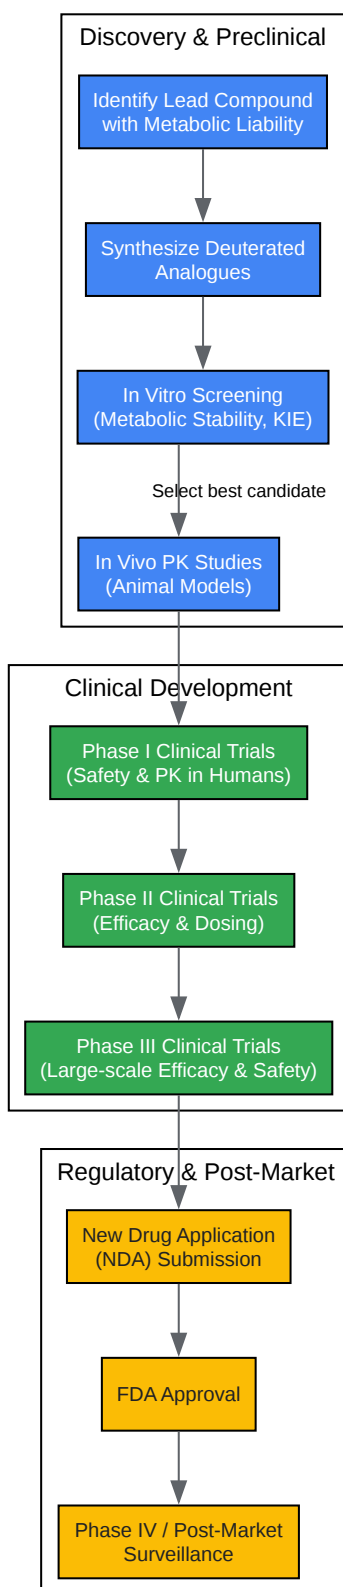 Discovery & Preclinical
Identify Lead Compound
with Metabolic Liability
Synthesize Deuterated
Analogues
In Vitro Screening
(Metabolic Stability, KIE)
Select best candidate
In Vivo PK Studies
(Animal Models)
Clinical Development
Phase I Clinical Trials
(Safety & PK in Humans)
Phase II Clinical Trials
(Efficacy & Dosing)
Phase III Clinical Trials
(Large-scale Efficacy & Safety)
Regulatory & Post-Market
New Drug Application
(NDA) Submission
FDA Approval
Phase IV / Post-Market
Surveillance